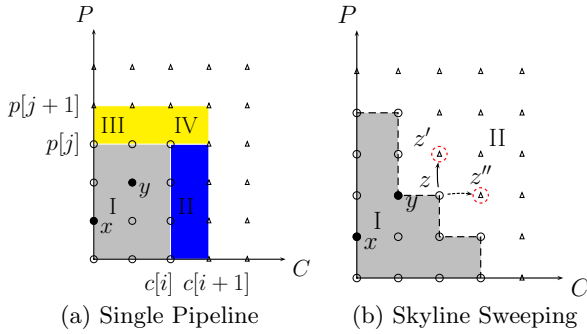 P
p[j + 1]
III
IV
p[j]
y
I
II
x
c[i]
c[i + 1]
C
(a) Single Pipeline
P
z′
II
z
z″
y
I
x
C
(b) Skyline Sweeping